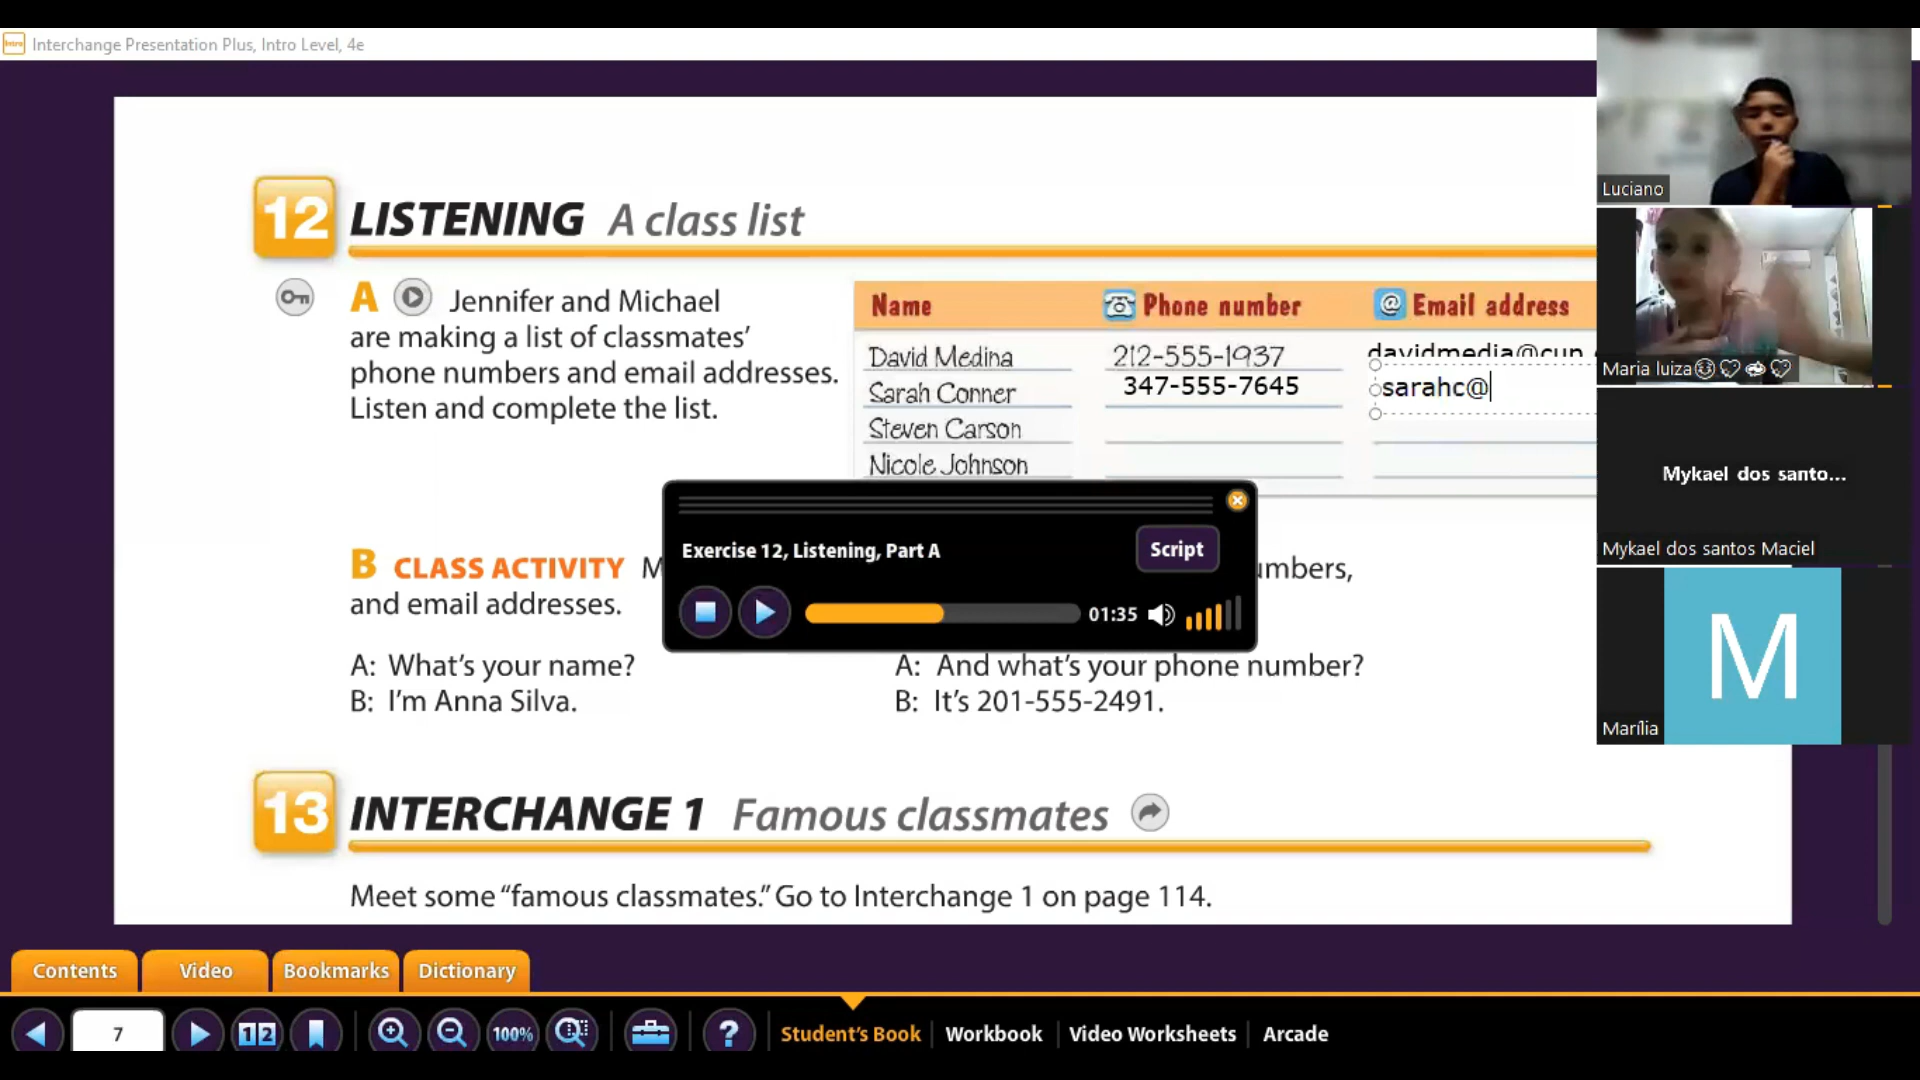 Interchange Presentation Plus, Intro Level, 4e
12 LISTENING A class list
A Jennifer and Michael
are making a list of classmates'
phone numbers and email addresses.
Listen and complete the list.
Name Phone number @ Email address
David Medina 212-555-1937 davidmedia@cup.
Sarah Conner 347-555-7645 sarahc@
Steven Carson
Nicole Johnson
B CLASS ACTIVITY
and email addresses.
A: What's your name?
B: I'm Anna Silva.
A: And what's your phone number?
B: It's 201-555-2491.
Exercise 12, Listening, Part A
Script
01:35
13 INTERCHANGE 1 Famous classmates
Meet some "famous classmates." Go to Interchange 1 on page 114.
Luciano
Maria luiza
Mykael dos santo...
Mykael dos santos Maciel
M
Marília
Contents Video Bookmarks Dictionary
7 12 100% ? Student's Book Workbook Video Worksheets Arcade